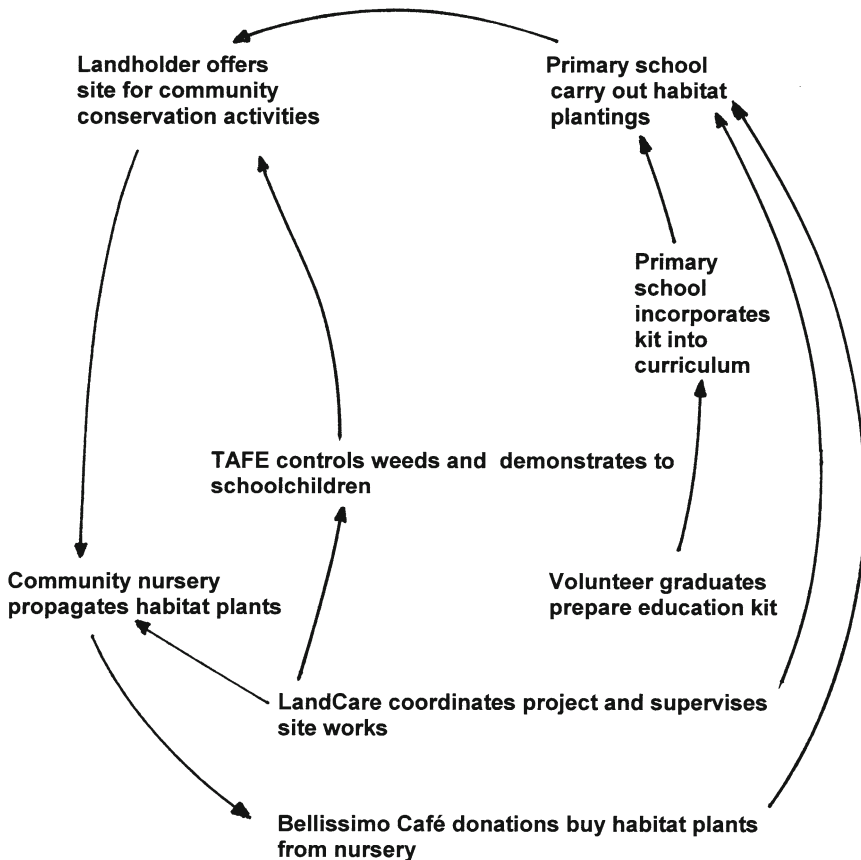 Landholder offers
site for community
conservation activities
Primary school
carry out habitat
plantings
Primary
school
incorporates
kit into
curriculum
TAFE controls weeds and demonstrates to
schoolchildren
Community nursery
propagates habitat plants
Volunteer graduates
prepare education kit
LandCare coordinates project and supervises
site works
Bellissimo Café donations buy habitat plants
from nursery